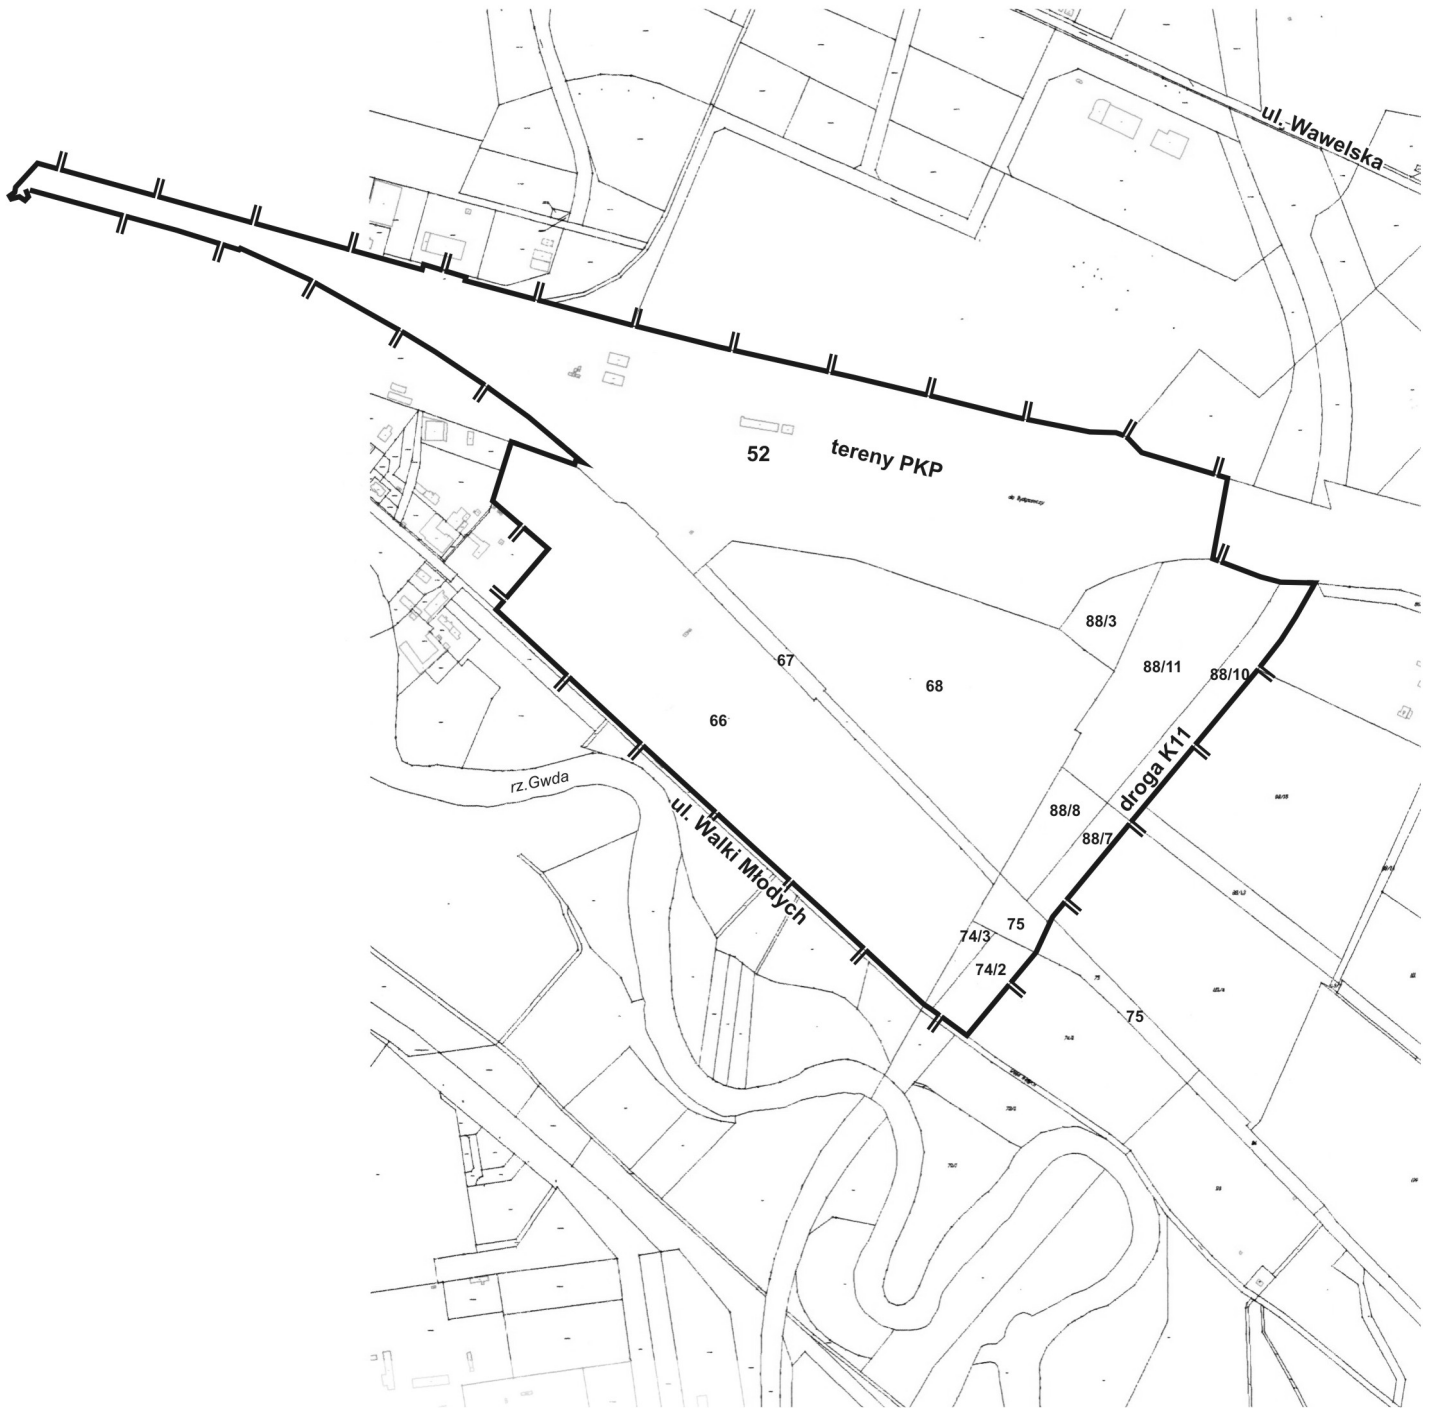 ul. Wawelska
52
tereny PKP
88/3
67
88/11
88/10
68
66
droga K11
rz.Gwda
88/8
ul. Walki Młodych
88/7
75
74/3
74/2
75